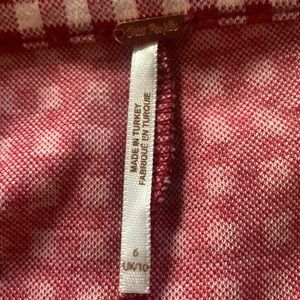 MADE IN TURKEY
FABRIQUÉ EN TURQUIE
6
UK/10